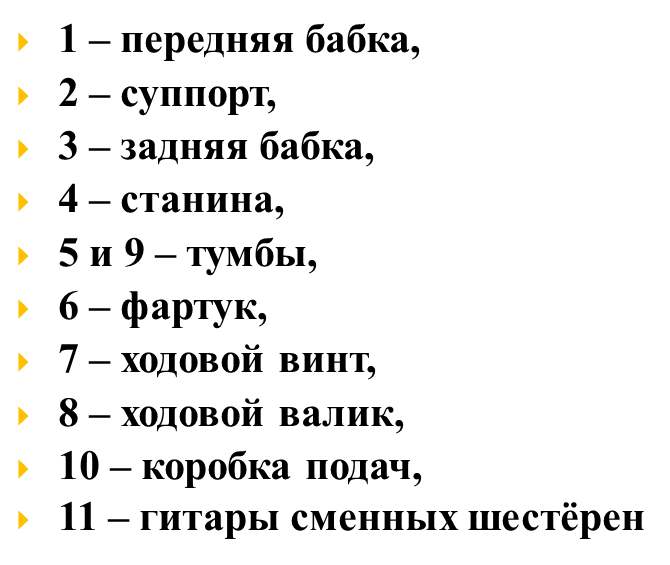 1 – передняя бабка,
2 – суппорт,
3 – задняя бабка,
4 – станина,
5 и 9 – тумбы,
6 – фартук,
7 – ходовой винт,
8 – ходовой валик,
10 – коробка подач,
11 – гитары сменных шестёрен